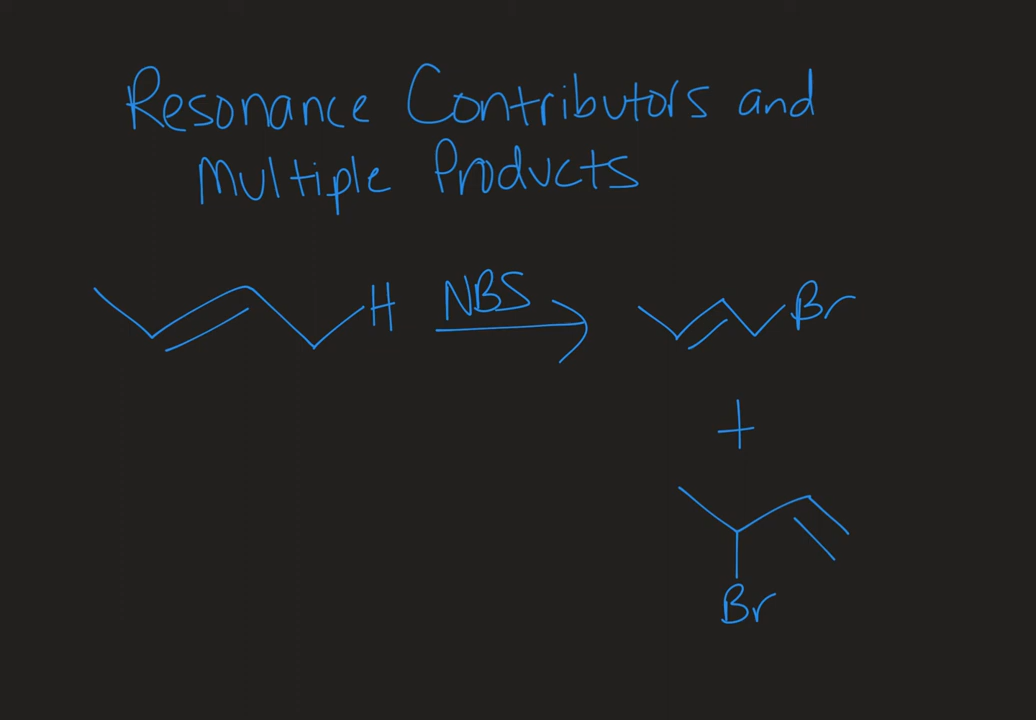 Resonance Contributors and
Multiple Products
H NBS Br
+
Br